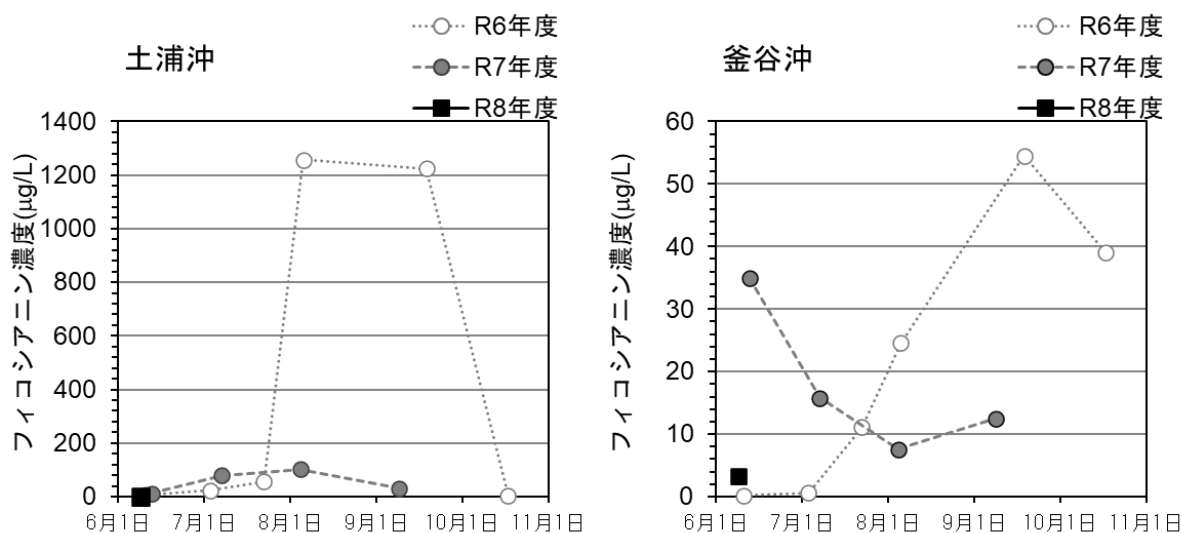 土浦沖
R6年度
R7年度
R8年度
フィコシアニン濃度(μg/L)
1400
1200
1000
800
600
400
200
0
6月1日 7月1日 8月1日 9月1日 10月1日 11月1日
釜谷沖
R6年度
R7年度
R8年度
フィコシアニン濃度(μg/L)
60
50
40
30
20
10
0
6月1日 7月1日 8月1日 9月1日 10月1日 11月1日